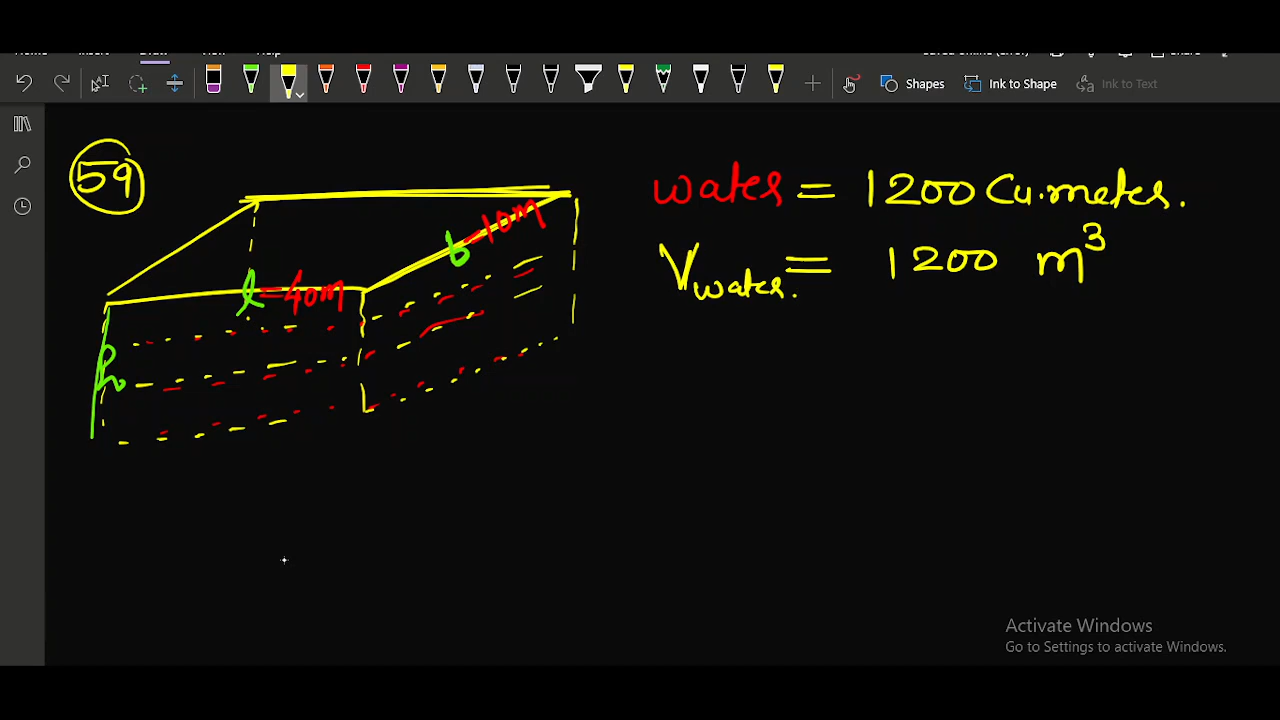 Ink to Shape
Shapes
Ink to Text
59
water = 1200 Cu.meter.
V water. = 1200 m³
b = 10m
l = 40m
h
Activate Windows
Go to Settings to activate Windows.